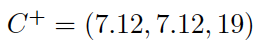 C⁺ = (7.12, 7.12, 19)